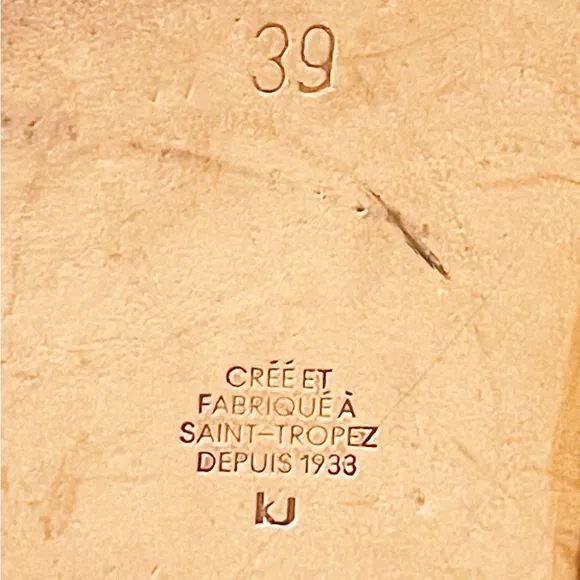 39
CRÉÉ ET
FABRIQUÉ À
SAINT-TROPEZ
DEPUIS 1933
kJ